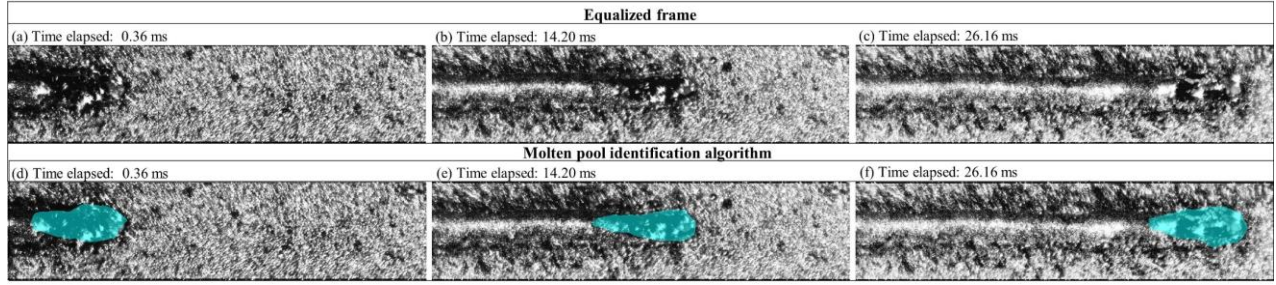 Equalized frame
(a) Time elapsed: 0.36 ms
(b) Time elapsed: 14.20 ms
(c) Time elapsed: 26.16 ms
Molten pool identification algorithm
(d) Time elapsed: 0.36 ms
(e) Time elapsed: 14.20 ms
(f) Time elapsed: 26.16 ms